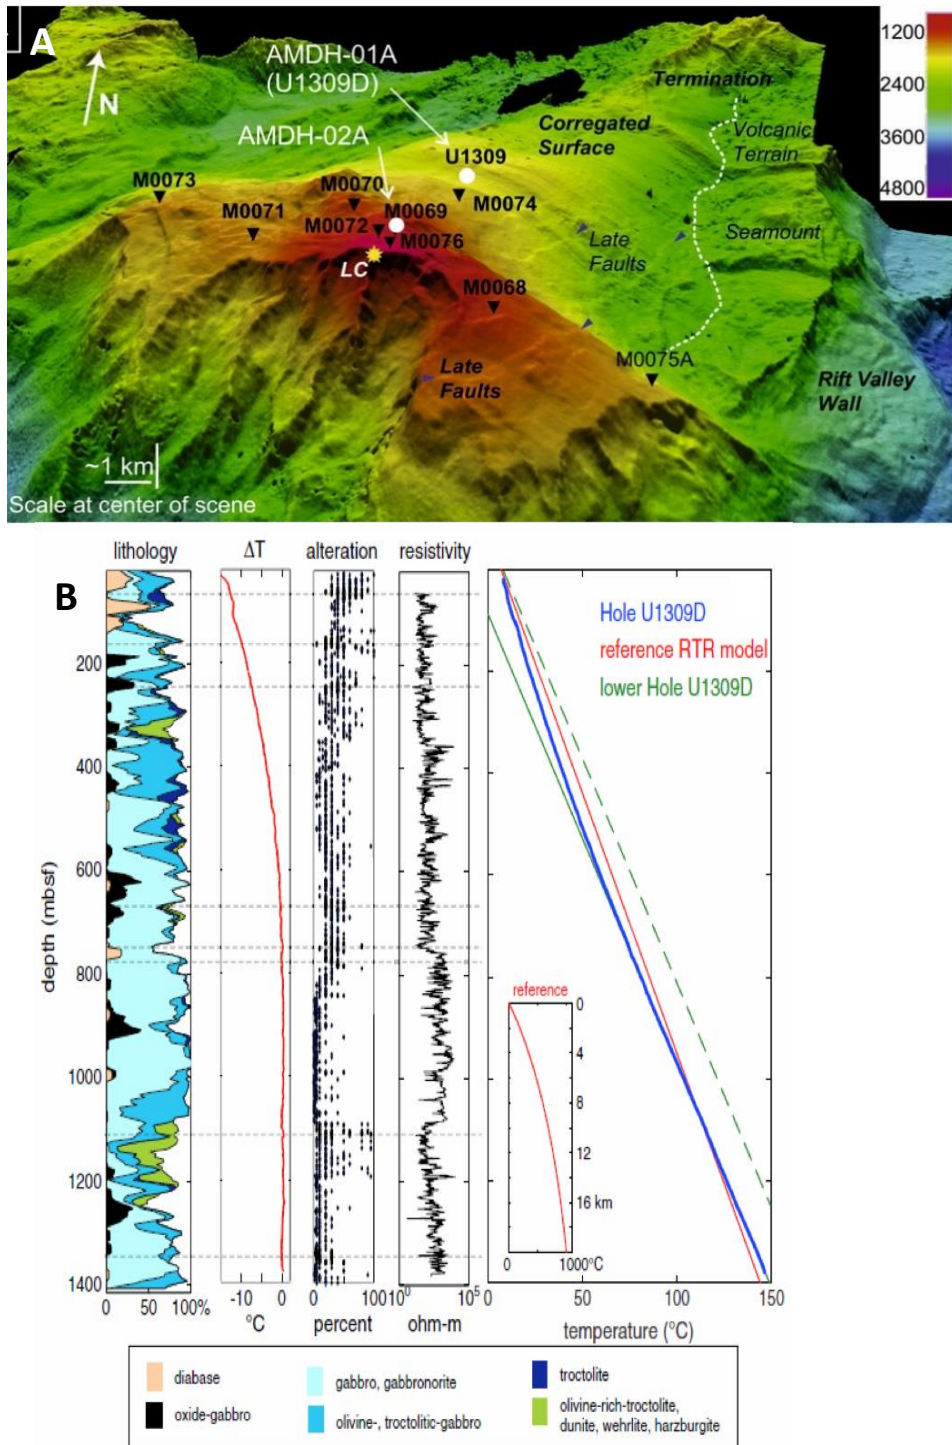 A
N
AMDH-01A
(U1309D)
AMDH-02A
Termination
Corregated
Surface
Volcanic
Terrain
U1309
M0073
M0070
M0074
M0071
M0069
M0072
M0076
Late
Faults
Seamount
LC
M0068
M0075A
Late
Faults
Rift Valley
Wall
~1 km
Scale at center of scene
1200
2400
3600
4800
B
lithology
ΔT
alteration
resistivity
Hole U1309D
reference RTR model
lower Hole U1309D
depth (mbsf)
200
400
600
800
1000
1200
1400
reference
0
4
8
12
16 km
0
1000°C
0 50 100%
-10 0
°C
0 100
percent
10⁰ 10⁵
ohm-m
0 50 100 150
temperature (°C)
diabase
gabbro, gabbronorite
troctolite
oxide-gabbro
olivine-, troctolitic-gabbro
olivine-rich-troctolite,
dunite, wehrlite, harzburgite